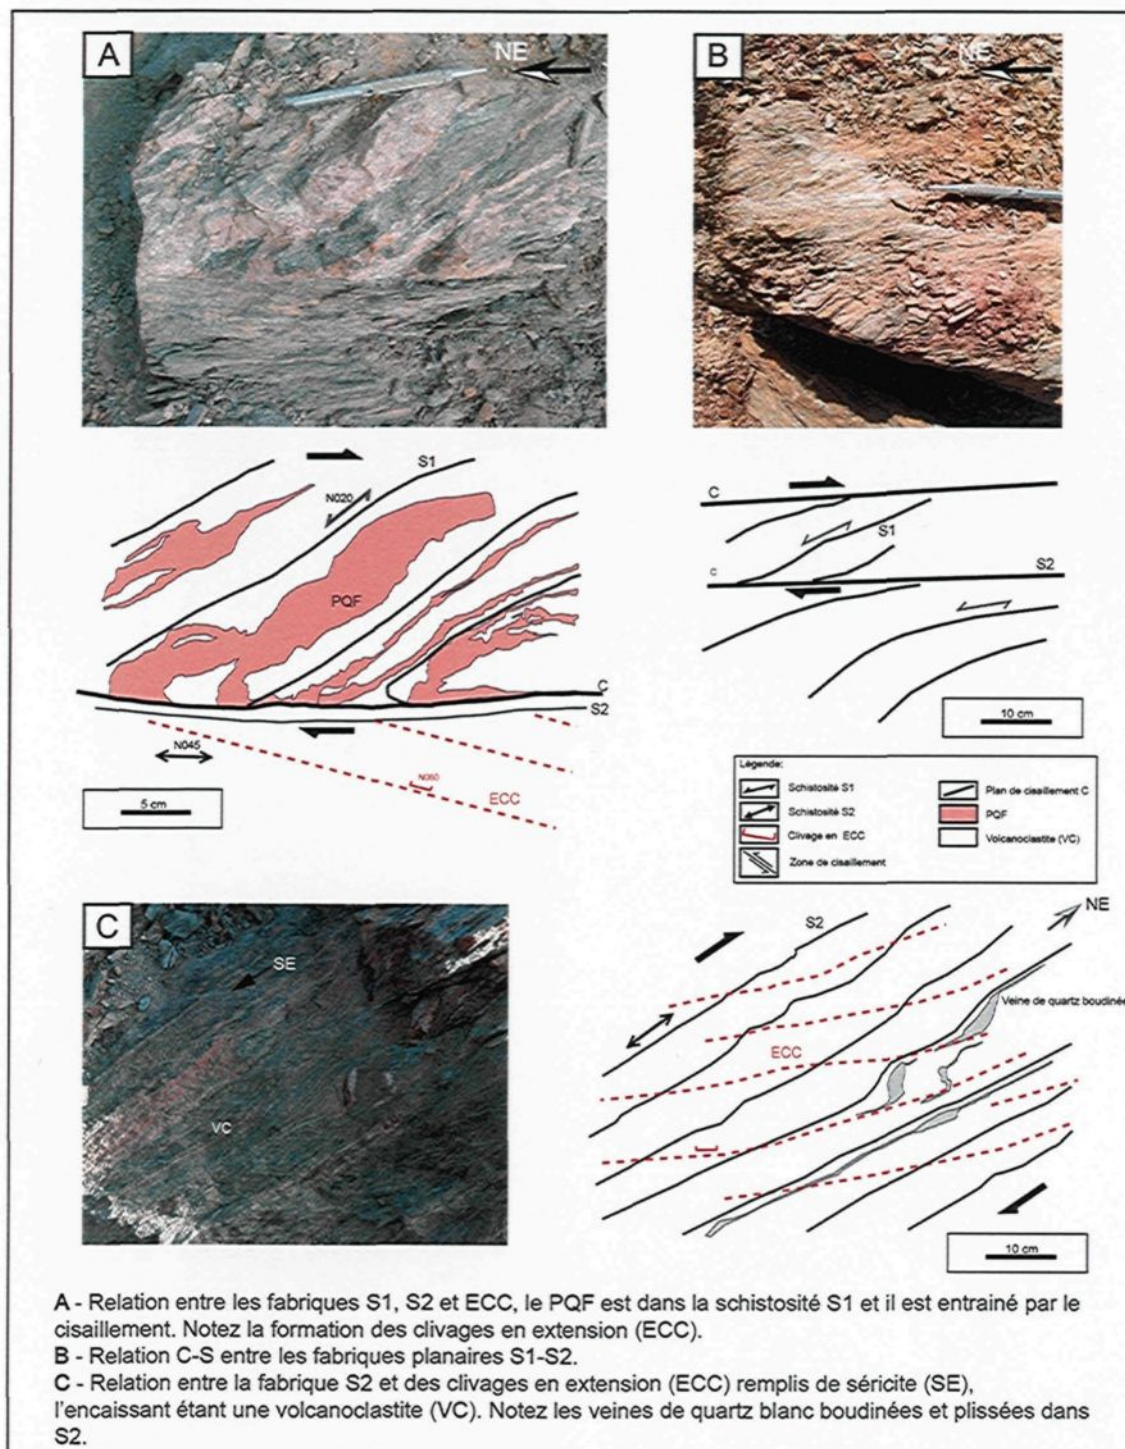 A
NE
B
NE
S1
N020
PQF
C
S2
N045
N060
ECC
5 cm
C
S1
C
S2
10 cm
Légende:
Schistosité S1
Schistosité S2
Clivage en ECC
Zone de cisaillement
Plan de cisaillement C
PQF
Volcanoclastite (VC)
C
SE
VC
S2
NE
Veine de quartz boudinée
ECC
10 cm
A - Relation entre les fabriques S1, S2 et ECC, le PQF est dans la schistosité S1 et il est entrainé par le
cisaillement. Notez la formation des clivages en extension (ECC).
B - Relation C-S entre les fabriques planaires S1-S2.
C - Relation entre la fabrique S2 et des clivages en extension (ECC) remplis de séricite (SE),
l'encaissant étant une volcanoclastite (VC). Notez les veines de quartz blanc boudinées et plissées dans
S2.